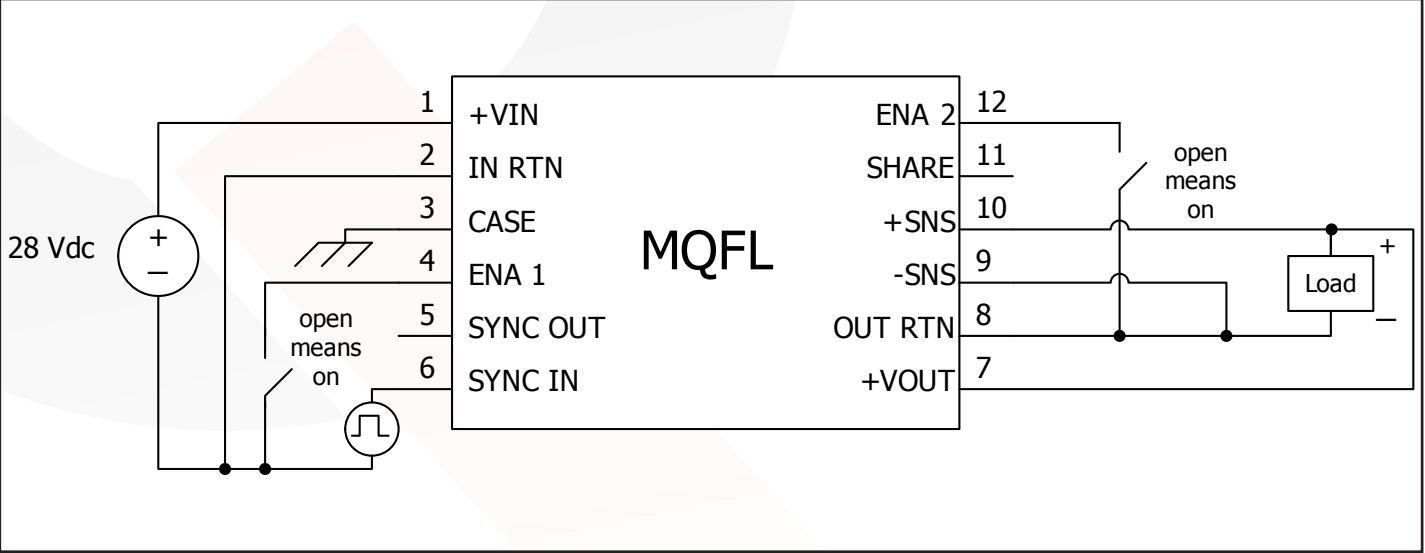 28 Vdc
+
–
1
+VIN
2
IN RTN
3
CASE
4
ENA 1
5
SYNC OUT
6
SYNC IN
open
means
on
MQFL
ENA 2
12
SHARE
11
+SNS
10
-SNS
9
OUT RTN
8
+VOUT
7
open
means
on
+
Load
–